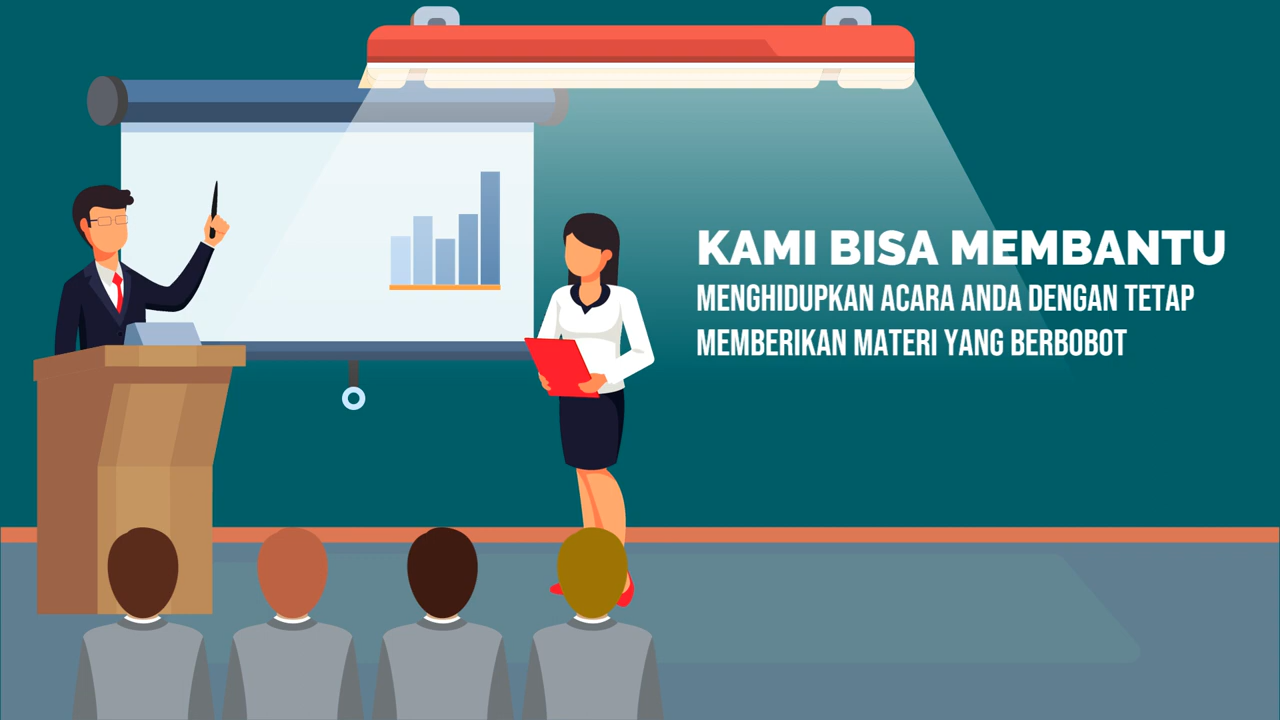 KAMI BISA MEMBANTU
MENGHIDUPKAN ACARA ANDA DENGAN TETAP
MEMBERIKAN MATERI YANG BERBOBOT